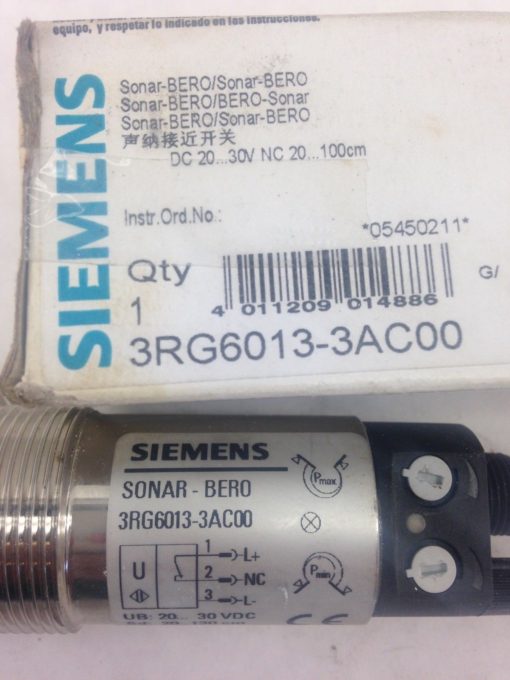 equipo, y respetar lo indicado en las instrucciones.
SIEMENS
Sonar-BERO/Sonar-BERO
Sonar-BERO/BERO-Sonar
Sonar-BERO/Sonar-BERO
声纳接近开关
DC 20...30V NC 20...100cm
Instr.Ord.No.:
*05450211*
Qty
1
G/
4 011209 014886
3RG6013-3AC00
SIEMENS
SONAR - BERO
3RG6013-3AC00
Pmax
U
1 L+
2 NC
3 L-
Pmin
UB: 20... 30 VDC
CE